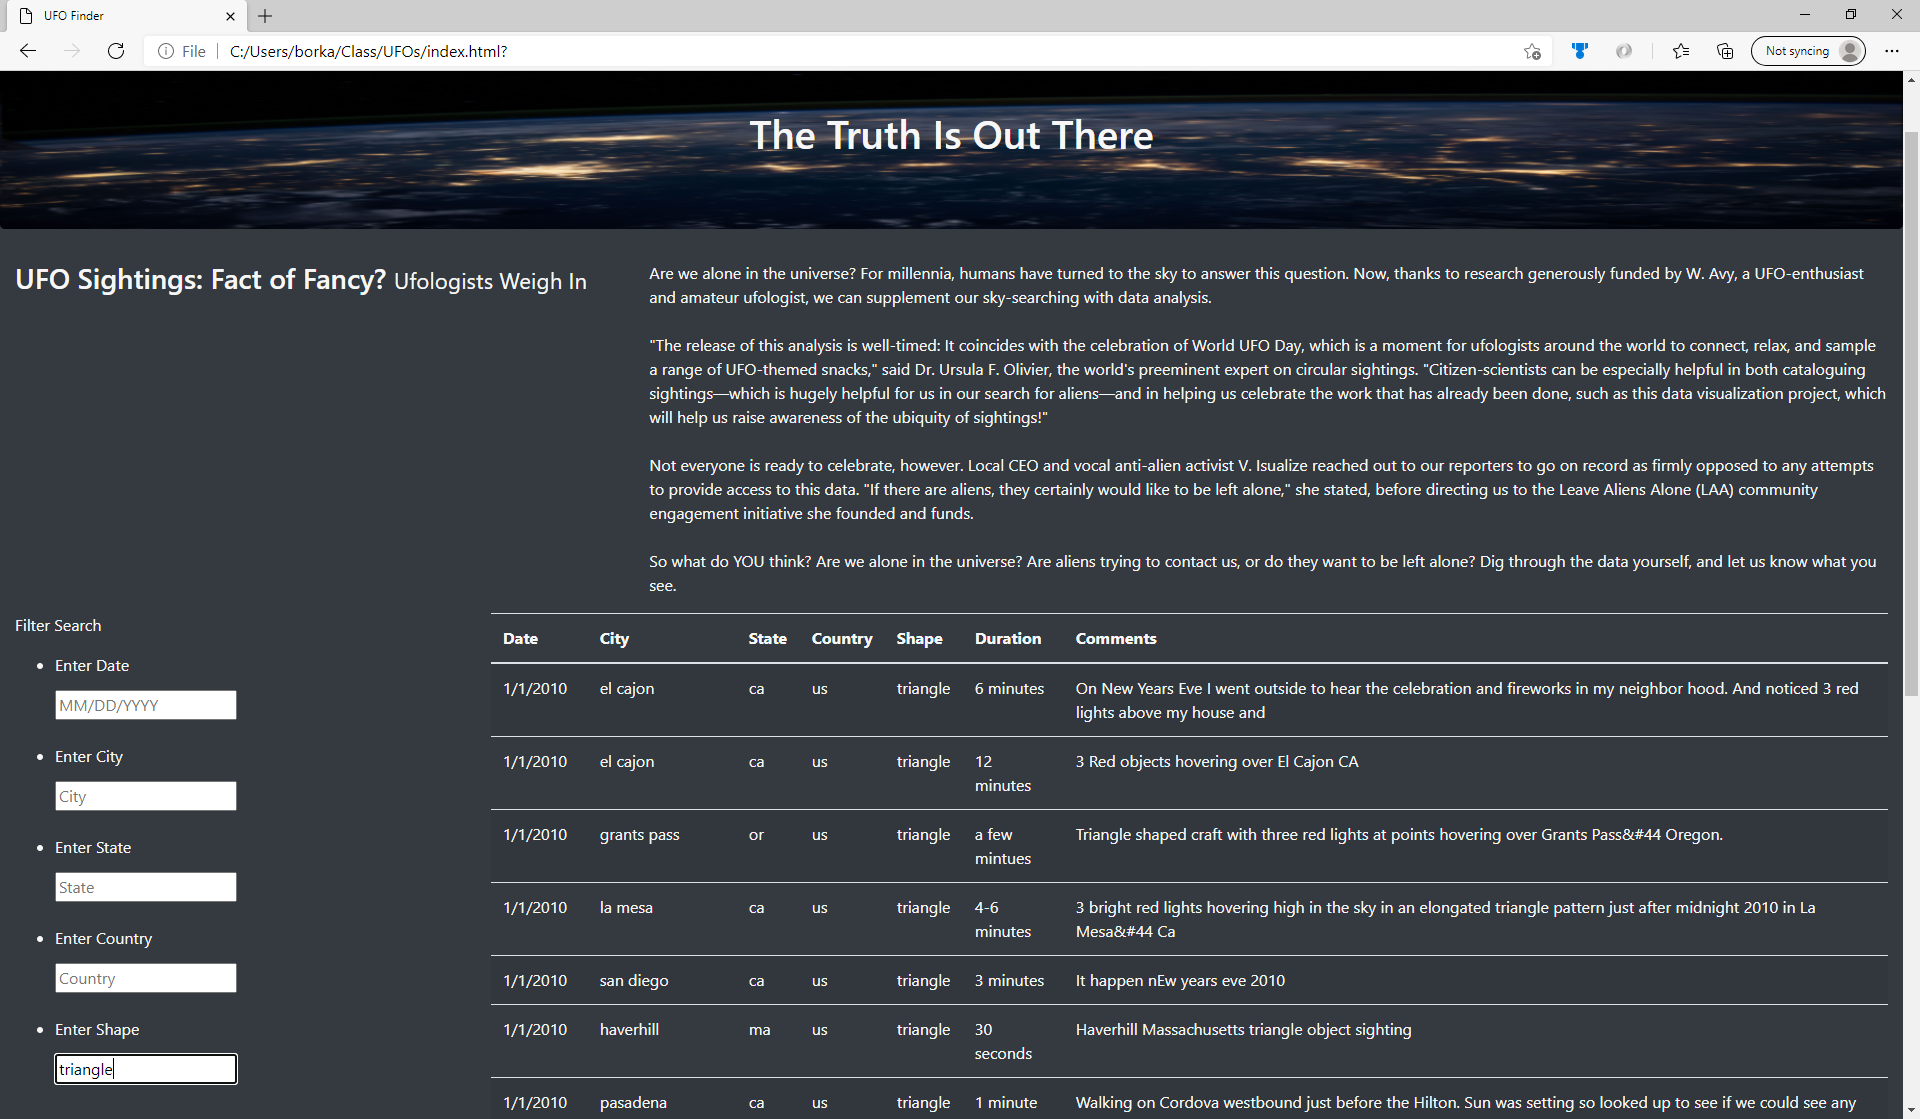 UFO Finder
File
C:/Users/borka/Class/UFOs/index.html?
Not syncing
The Truth Is Out There
UFO Sightings: Fact of Fancy? Ufologists Weigh In
Are we alone in the universe? For millennia, humans have turned to the sky to answer this question. Now, thanks to research generously funded by W. Avy, a UFO-enthusiast
and amateur ufologist, we can supplement our sky-searching with data analysis.
"The release of this analysis is well-timed: It coincides with the celebration of World UFO Day, which is a moment for ufologists around the world to connect, relax, and sample
a range of UFO-themed snacks," said Dr. Ursula F. Olivier, the world's preeminent expert on circular sightings. "Citizen-scientists can be especially helpful in both cataloguing
sightings—which is hugely helpful for us in our search for aliens—and in helping us celebrate the work that has already been done, such as this data visualization project, which
will help us raise awareness of the ubiquity of sightings!"
Not everyone is ready to celebrate, however. Local CEO and vocal anti-alien activist V. Isualize reached out to our reporters to go on record as firmly opposed to any attempts
to provide access to this data. "If there are aliens, they certainly would like to be left alone," she stated, before directing us to the Leave Aliens Alone (LAA) community
engagement initiative she founded and funds.
So what do YOU think? Are we alone in the universe? Are aliens trying to contact us, or do they want to be left alone? Dig through the data yourself, and let us know what you
see.
Filter Search
Enter Date
MM/DD/YYYY
Enter City
City
Enter State
State
Enter Country
Country
Enter Shape
triangle
Date City State Country Shape Duration Comments
1/1/2010 el cajon ca us triangle 6 minutes On New Years Eve I went outside to hear the celebration and fireworks in my neighbor hood. And noticed 3 red
lights above my house and
1/1/2010 el cajon ca us triangle 12 3 Red objects hovering over El Cajon CA
minutes
1/1/2010 grants pass or us triangle a few Triangle shaped craft with three red lights at points hovering over Grants Pass&#44 Oregon.
mintues
1/1/2010 la mesa ca us triangle 4-6 3 bright red lights hovering high in the sky in an elongated triangle pattern just after midnight 2010 in La
minutes Mesa&#44 Ca
1/1/2010 san diego ca us triangle 3 minutes It happen nEw years eve 2010
1/1/2010 haverhill ma us triangle 30 Haverhill Massachusetts triangle object sighting
seconds
1/1/2010 pasadena ca us triangle 1 minute Walking on Cordova westbound just before the Hilton. Sun was setting so looked up to see if we could see any